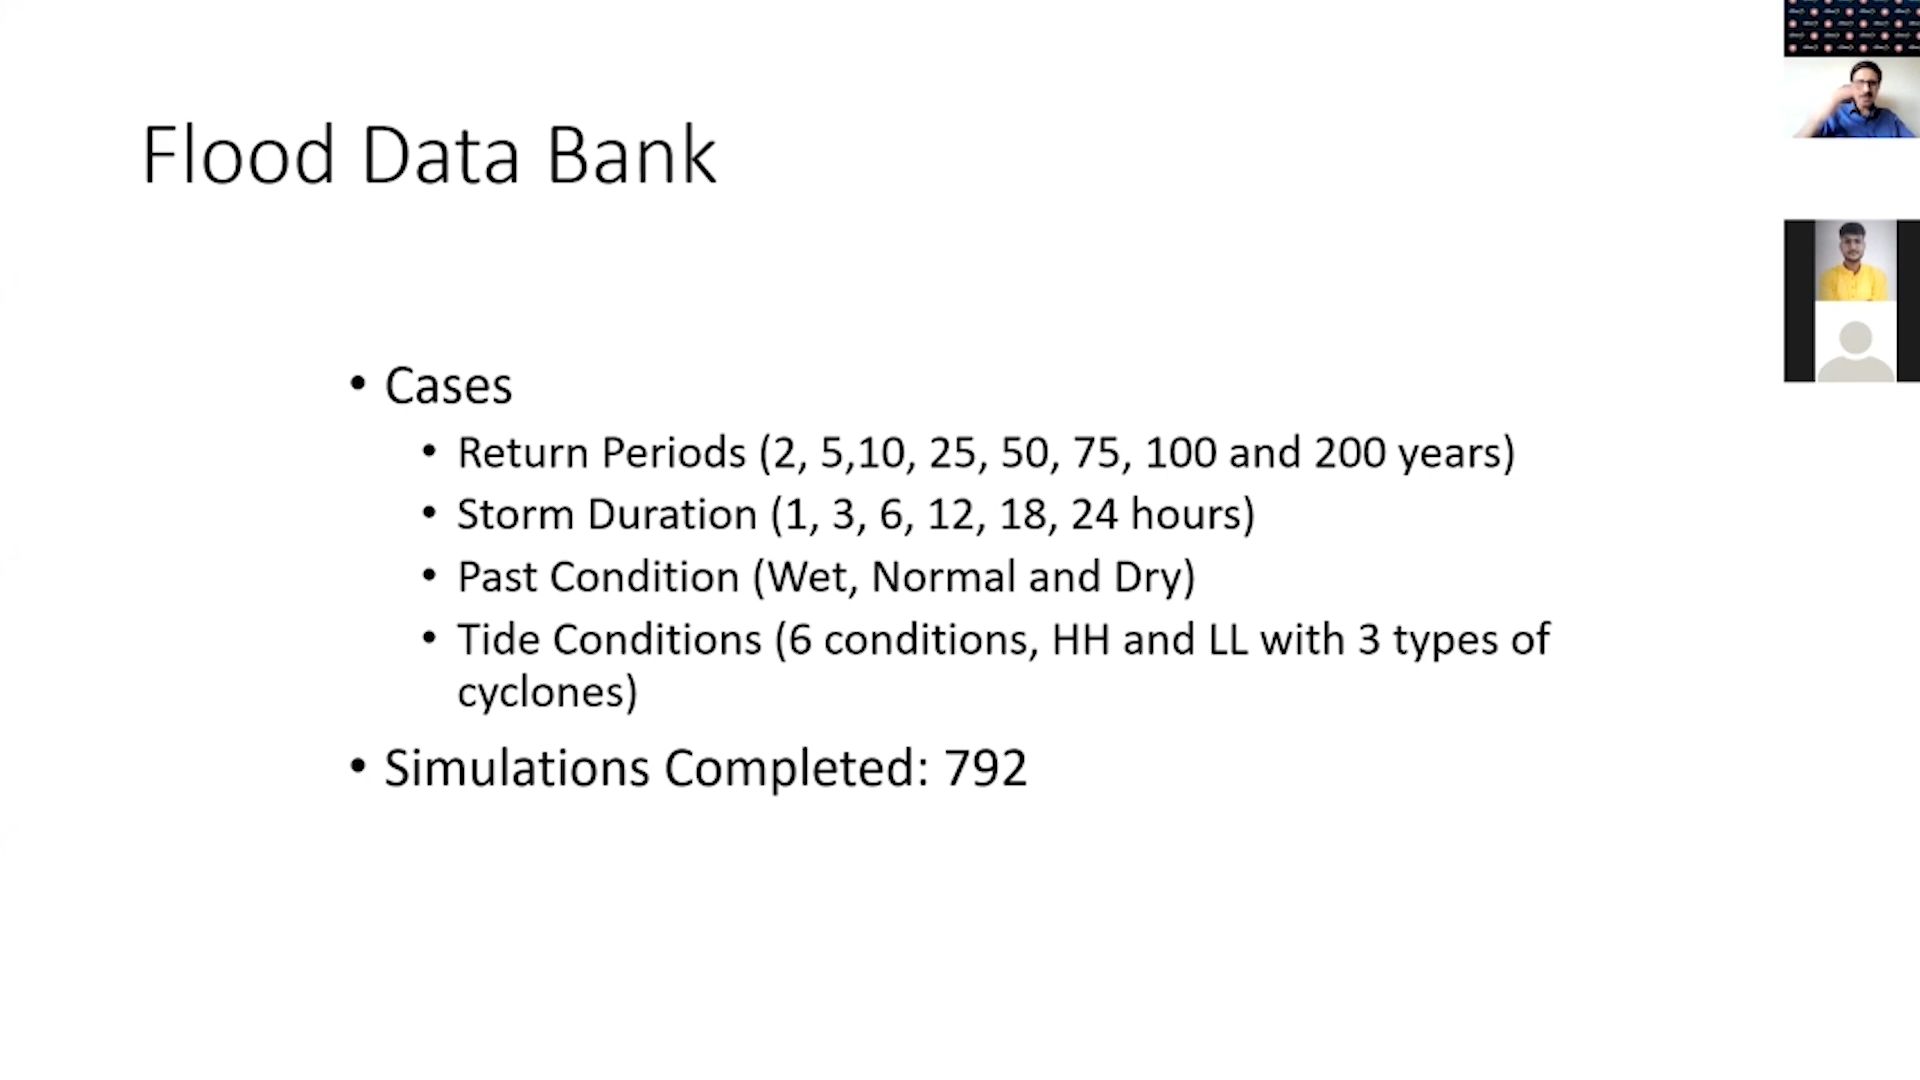 Flood Data Bank
• Cases
• Return Periods (2, 5,10, 25, 50, 75, 100 and 200 years)
• Storm Duration (1, 3, 6, 12, 18, 24 hours)
• Past Condition (Wet, Normal and Dry)
• Tide Conditions (6 conditions, HH and LL with 3 types of
cyclones)
• Simulations Completed: 792